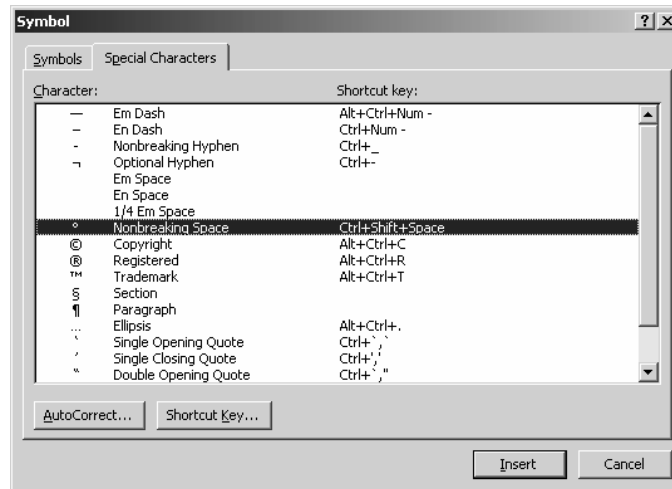 Symbol
Symbols Special Characters
Character: Shortcut key:
— Em Dash Alt+Ctrl+Num -
– En Dash Ctrl+Num -
- Nonbreaking Hyphen Ctrl+_
¬ Optional Hyphen Ctrl+-
Em Space
En Space
1/4 Em Space
° Nonbreaking Space Ctrl+Shift+Space
© Copyright Alt+Ctrl+C
® Registered Alt+Ctrl+R
™ Trademark Alt+Ctrl+T
§ Section
¶ Paragraph
… Ellipsis Alt+Ctrl+.
‘ Single Opening Quote Ctrl+`,`
’ Single Closing Quote Ctrl+','
“ Double Opening Quote Ctrl+`,"
AutoCorrect... Shortcut Key...
Insert Cancel